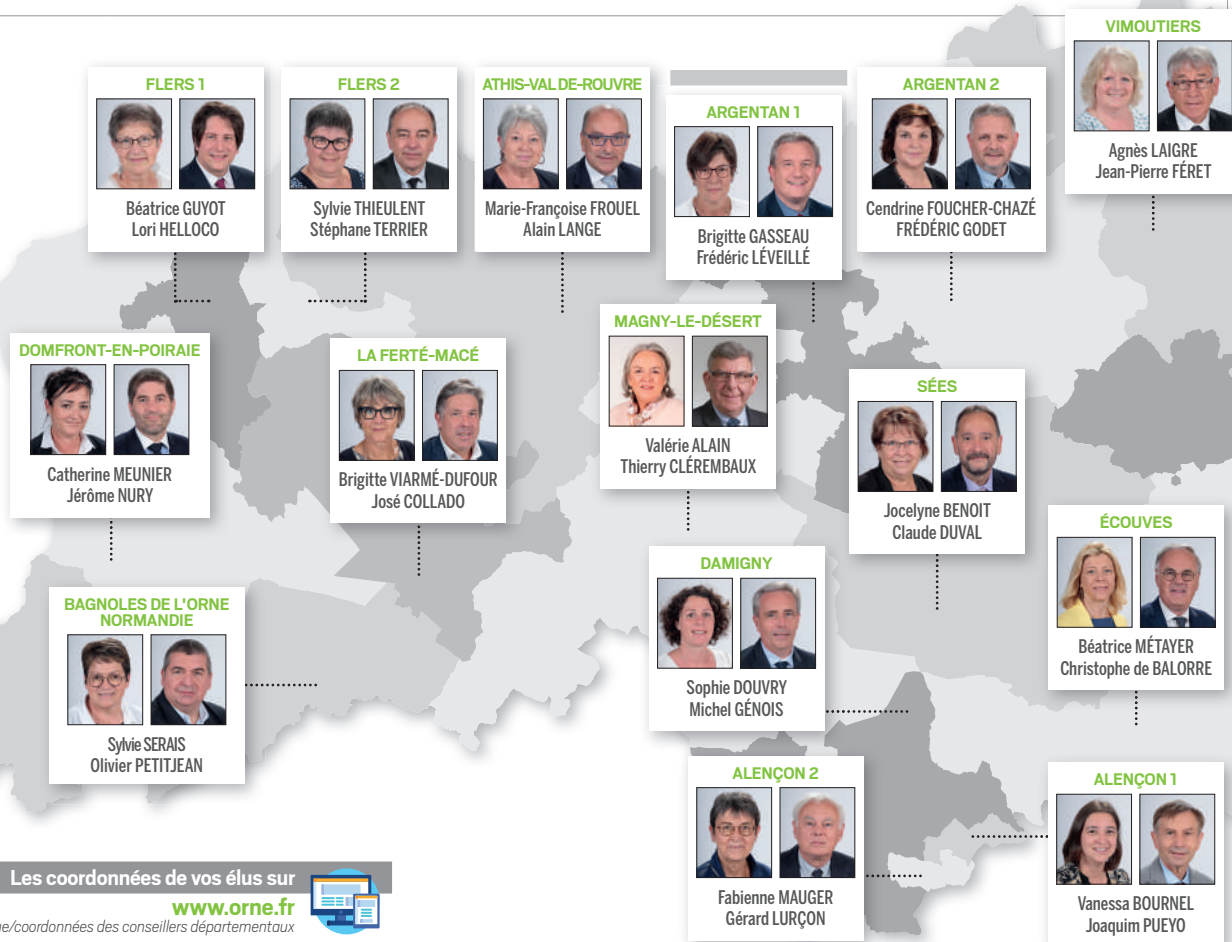 VIMOUTIERS
Agnès LAIGRE
Jean-Pierre FÉRET
FLERS 1
Béatrice GUYOT
Lori HELLOCO
FLERS 2
Sylvie THIEULENT
Stéphane TERRIER
ATHIS-VAL DE-ROUVRE
Marie-Françoise FROUEL
Alain LANGE
ARGENTAN 1
Brigitte GASSEAU
Frédéric LÉVEILLÉ
ARGENTAN 2
Cendrine FOUCHER-CHAZÉ
FRÉDÉRIC GODET
DOMFRONT-EN-POIRAIE
Catherine MEUNIER
Jérôme NURY
LA FERTÉ-MACÉ
Brigitte VIARMÉ-DUFOUR
José COLLADO
MAGNY-LE-DÉSERT
Valérie ALAIN
Thierry CLÉREMBAUX
SÉES
Jocelyne BENOIT
Claude DUVAL
ÉCOUVES
Béatrice MÉTAYER
Christophe de BALORRE
BAGNOLES DE L'ORNE
NORMANDIE
Sylvie SERAIS
Olivier PETITJEAN
DAMIGNY
Sophie DOUVRY
Michel GÉNOIS
ALENÇON 2
Fabienne MAUGER
Gérard LURÇON
ALENÇON 1
Vanessa BOURNEL
Joaquim PUEYO
Les coordonnées de vos élus sur
www.orne.fr
/coordonnées des conseillers départementaux